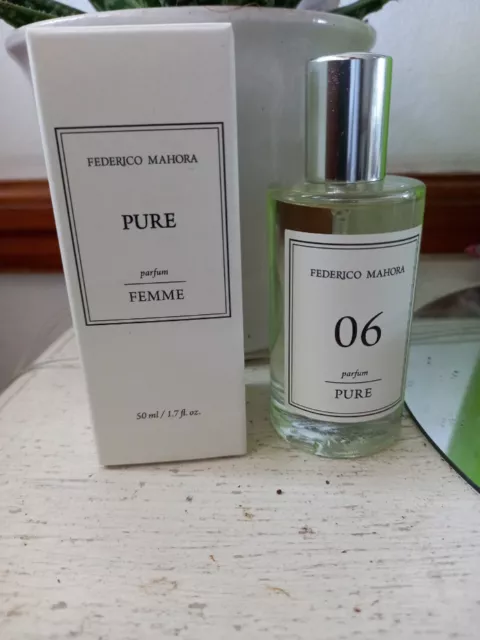 FEDERICO MAHORA
PURE
parfum
FEMME
50 ml / 1.7 fl. oz.
FEDERICO MAHORA
06
parfum
PURE